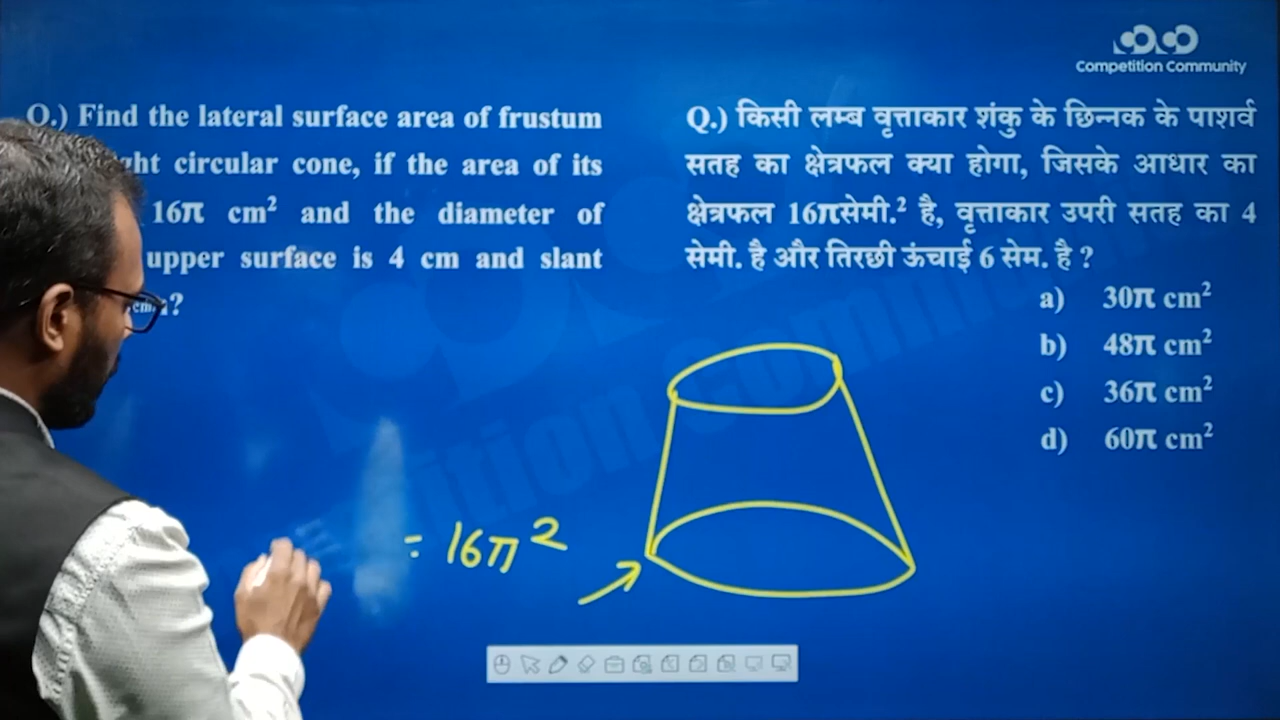 Competition Community
Q.) Find the lateral surface area of frustum
circular cone, if the area of its
16π cm² and the diameter of
upper surface is 4 cm and slant
cm?
Q.) किसी लम्ब वृत्ताकार शंकु के छिन्नक के पाशर्व
सतह का क्षेत्रफल क्या होगा, जिसके आधार का
क्षेत्रफल 16πसेमी.² है, वृत्ताकार उपरी सतह का 4
सेमी. है और तिरछी ऊंचाई 6 सेम. है ?
a) 30π cm²
b) 48π cm²
c) 36π cm²
d) 60π cm²
= 16π²